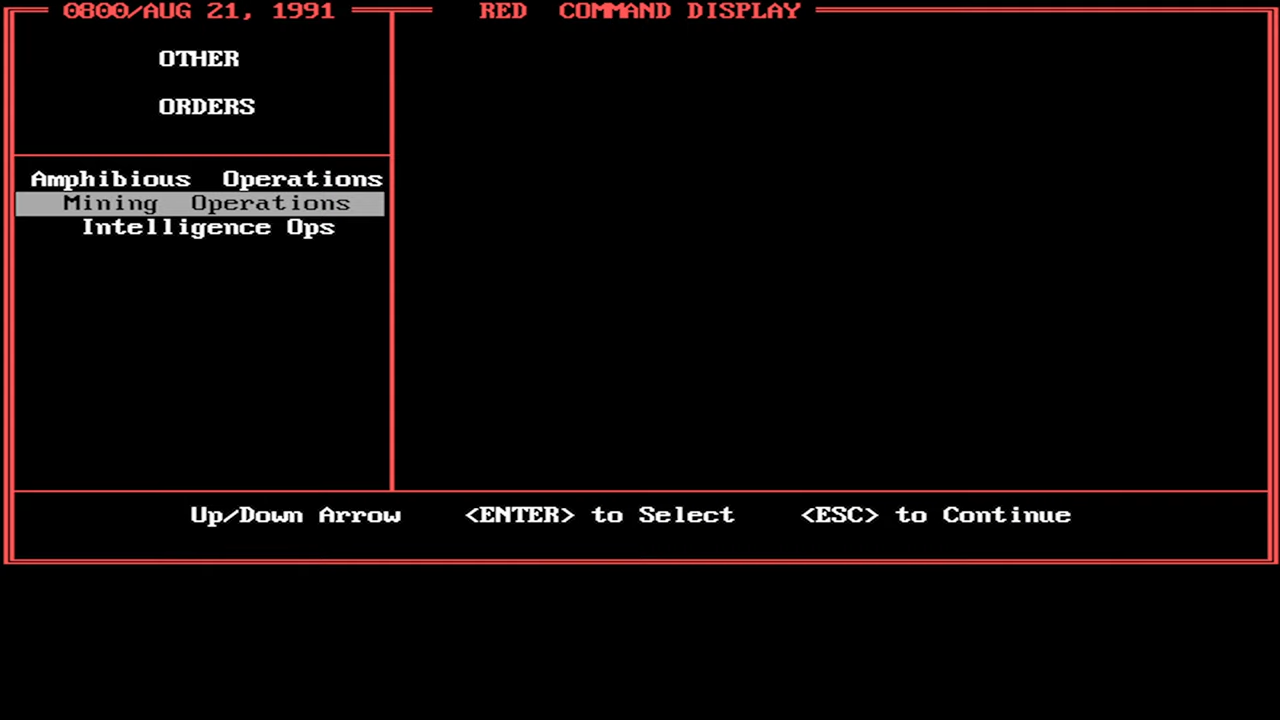 0800/AUG 21, 1991 RED COMMAND DISPLAY
OTHER
ORDERS
Amphibious Operations
Mining Operations
Intelligence Ops
Up/Down Arrow <ENTER> to Select <ESC> to Continue